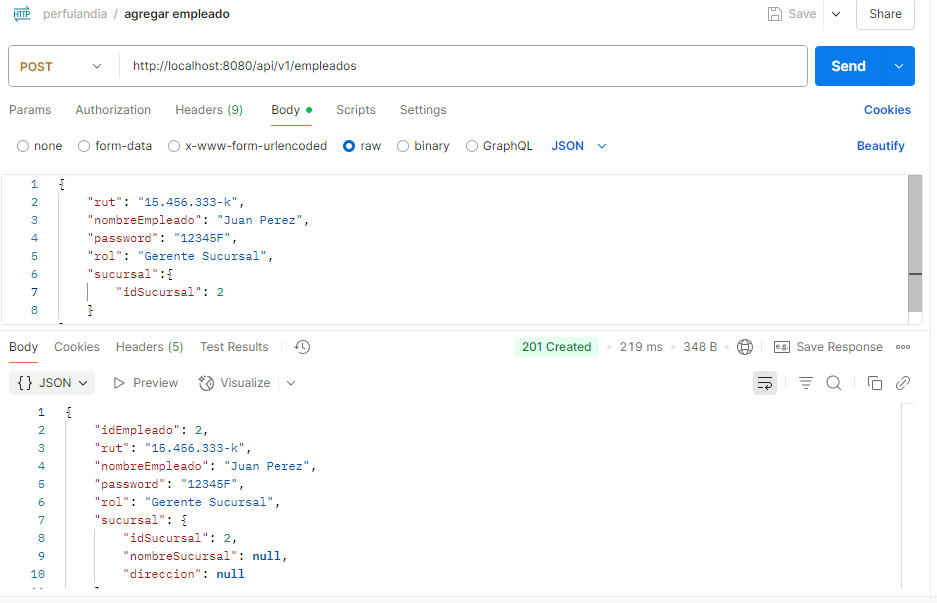 HTTP perfulandia / agregar empleado Save Share
POST http://localhost:8080/api/v1/empleados Send
Params Authorization Headers (9) Body Scripts Settings Cookies
none form-data x-www-form-urlencoded raw binary GraphQL JSON Beautify
1 {
2 "rut": "15.456.333-k",
3 "nombreEmpleado": "Juan Perez",
4 "password": "12345F",
5 "rol": "Gerente Sucursal",
6 "sucursal":{
7 "idSucursal": 2
8 }
Body Cookies Headers (5) Test Results 201 Created 219 ms 348 B e.g. Save Response
{} JSON Preview Visualize
1 {
2 "idEmpleado": 2,
3 "rut": "15.456.333-k",
4 "nombreEmpleado": "Juan Perez",
5 "password": "12345F",
6 "rol": "Gerente Sucursal",
7 "sucursal": {
8 "idSucursal": 2,
9 "nombreSucursal": null,
10 "direccion": null